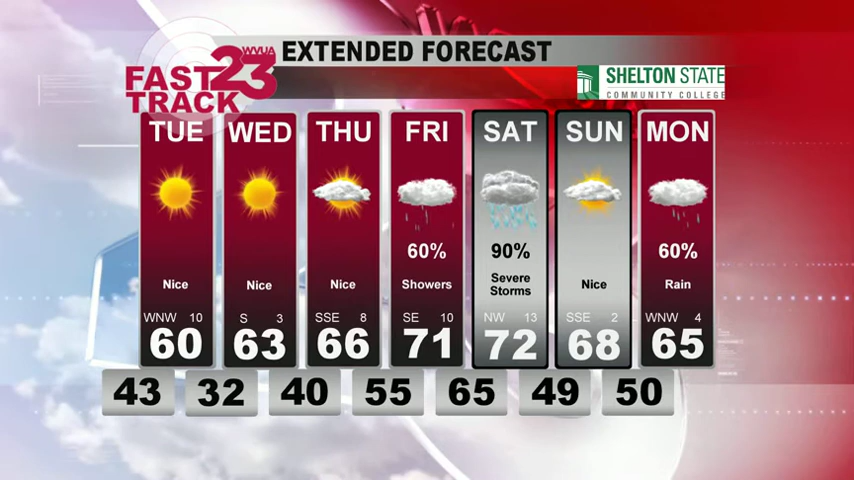 WVUA
23
FAST
TRACK
EXTENDED FORECAST
SHELTON STATE
COMMUNITY COLLEGE
TUE WED THU FRI SAT SUN MON
60% 90% 60%
Nice Nice Nice Showers Severe Storms Nice Rain
WNW 10 S 3 SSE 8 SE 10 NW 13 SSE 2 WNW 4
60 63 66 71 72 68 65
43 32 40 55 65 49 50